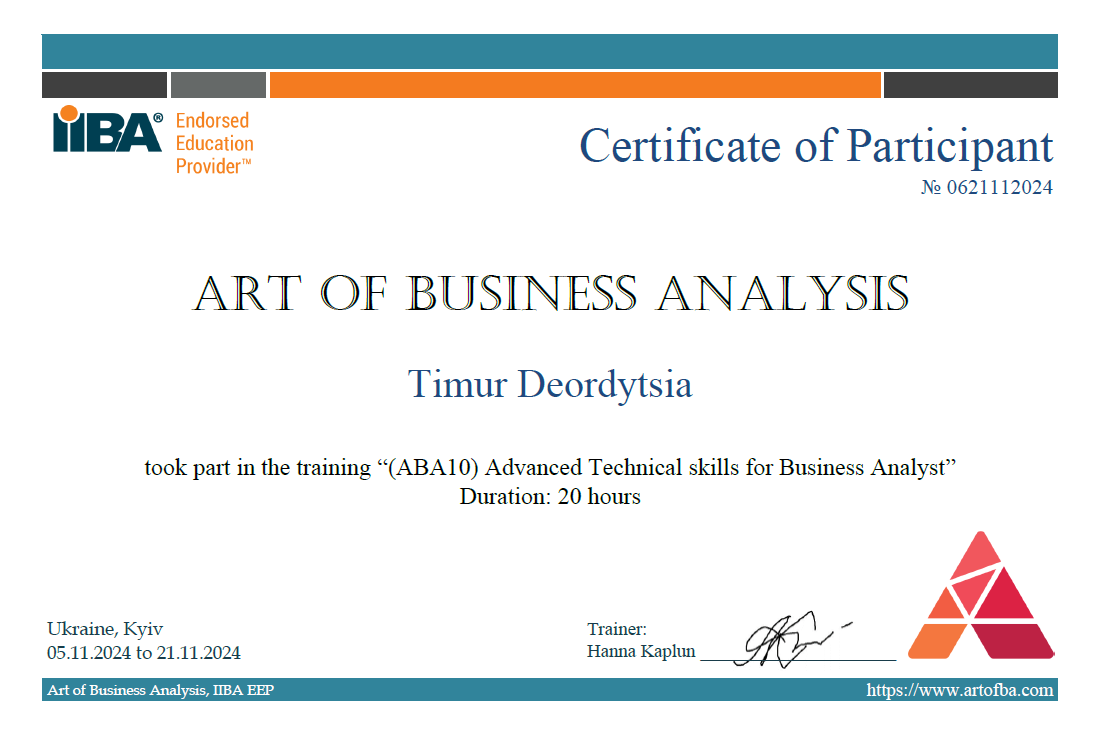 IIBA® Endorsed
Education
Provider™
Certificate of Participant
№ 0621112024
ART OF BUSINESS ANALYSIS
Timur Deordytsia
took part in the training “(ABA10) Advanced Technical skills for Business Analyst”
Duration: 20 hours
Ukraine, Kyiv
05.11.2024 to 21.11.2024
Trainer:
Hanna Kaplun
Art of Business Analysis, IIBA EEP
https://www.artofba.com